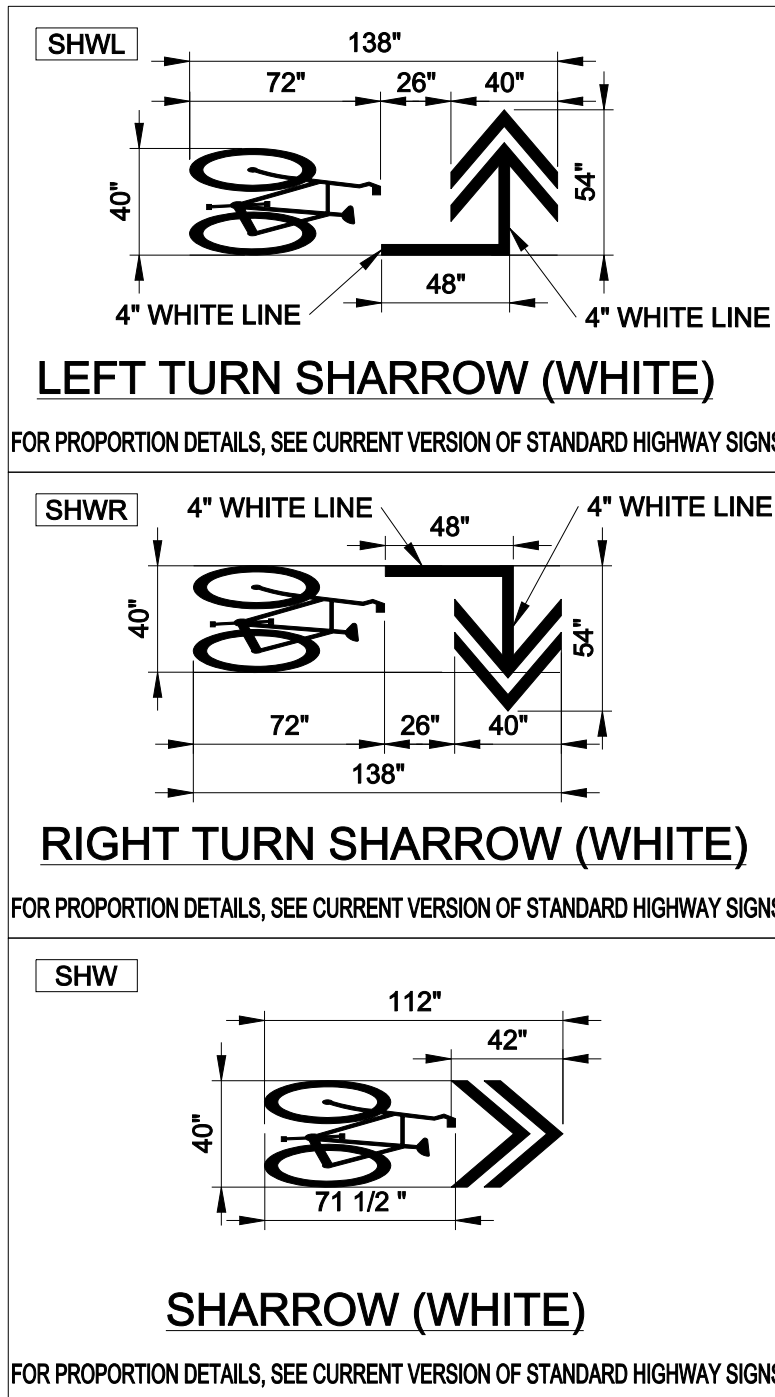 SHWL
138"
72" 26" 40"
40"
54"
48"
4" WHITE LINE
4" WHITE LINE
LEFT TURN SHARROW (WHITE)
FOR PROPORTION DETAILS, SEE CURRENT VERSION OF STANDARD HIGHWAY SIGNS
SHWR
4" WHITE LINE
48"
4" WHITE LINE
40"
54"
72" 26" 40"
138"
RIGHT TURN SHARROW (WHITE)
FOR PROPORTION DETAILS, SEE CURRENT VERSION OF STANDARD HIGHWAY SIGNS
SHW
112"
42"
40"
71 1/2 "
SHARROW (WHITE)
FOR PROPORTION DETAILS, SEE CURRENT VERSION OF STANDARD HIGHWAY SIGNS